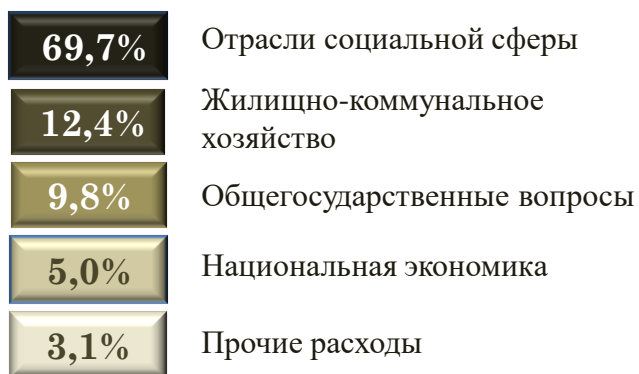 69,7% Отрасли социальной сферы
12,4% Жилищно-коммунальное
хозяйство
9,8% Общегосударственные вопросы
5,0% Национальная экономика
3,1% Прочие расходы